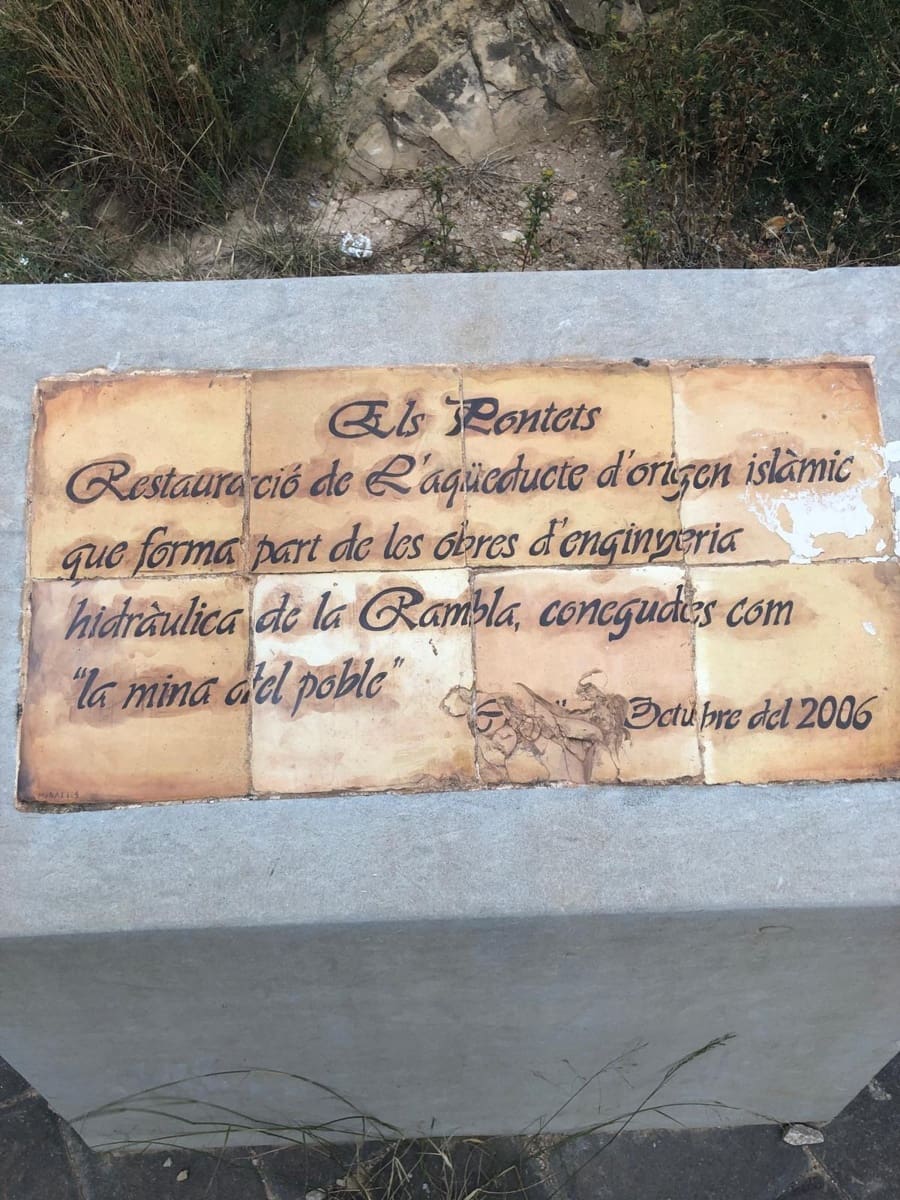 Els Pontets
Restauració de L'aqüeducte d'origen islàmic
que forma part de les obres d'enginyeria
hidràulica de la Rambla, conegudes com
"la mina del poble"
Octubre del 2006